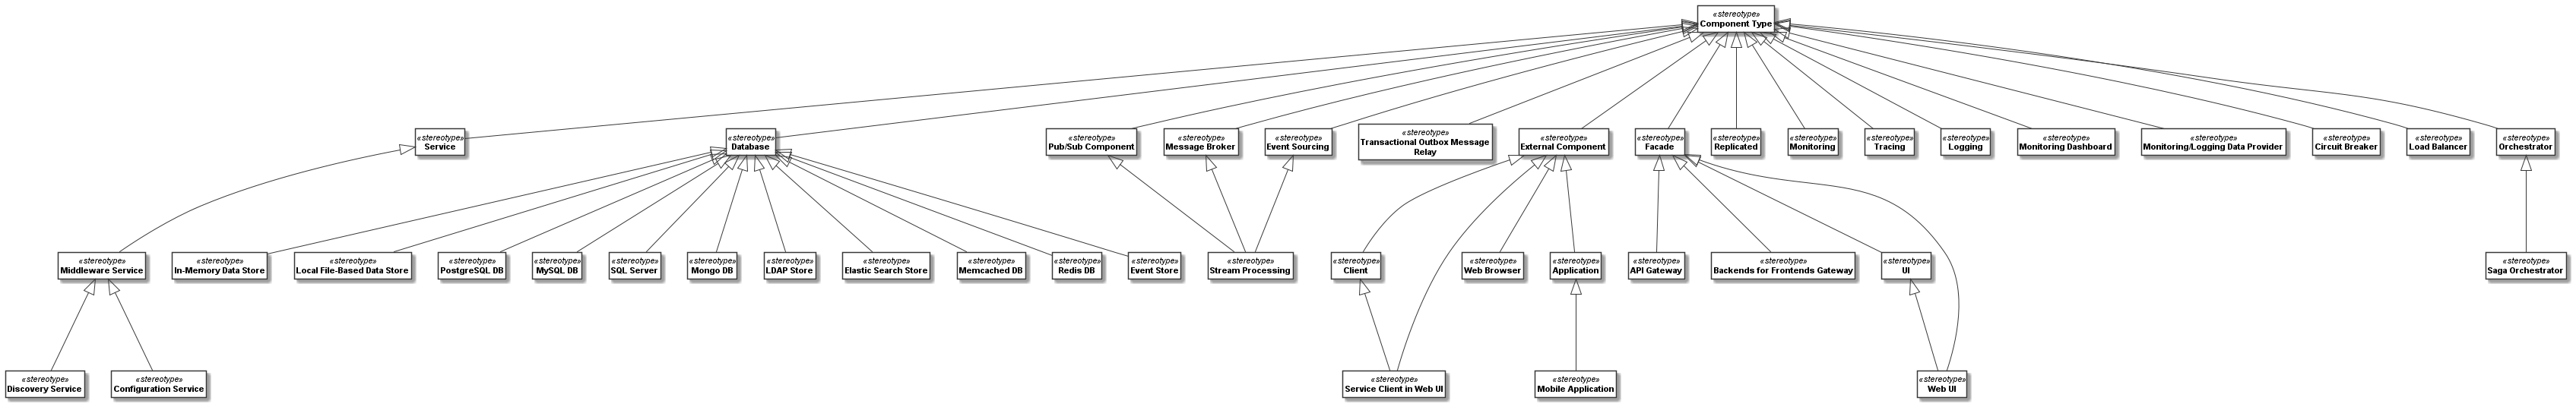 «stereotype»
Component Type
«stereotype»
Service
«stereotype»
Database
«stereotype»
Pub/Sub Component
«stereotype»
Message Broker
«stereotype»
Event Sourcing
«stereotype»
Transactional Outbox Message
Relay
«stereotype»
External Component
«stereotype»
Facade
«stereotype»
Replicated
«stereotype»
Monitoring
«stereotype»
Tracing
«stereotype»
Logging
«stereotype»
Monitoring Dashboard
«stereotype»
Monitoring/Logging Data Provider
«stereotype»
Circuit Breaker
«stereotype»
Load Balancer
«stereotype»
Orchestrator
«stereotype»
Middleware Service
«stereotype»
In-Memory Data Store
«stereotype»
Local File-Based Data Store
«stereotype»
PostgreSQL DB
«stereotype»
MySQL DB
«stereotype»
SQL Server
«stereotype»
Mongo DB
«stereotype»
LDAP Store
«stereotype»
Elastic Search Store
«stereotype»
Memcached DB
«stereotype»
Redis DB
«stereotype»
Event Store
«stereotype»
Stream Processing
«stereotype»
Client
«stereotype»
Web Browser
«stereotype»
Application
«stereotype»
API Gateway
«stereotype»
Backends for Frontends Gateway
«stereotype»
UI
«stereotype»
Saga Orchestrator
«stereotype»
Discovery Service
«stereotype»
Configuration Service
«stereotype»
Service Client in Web UI
«stereotype»
Mobile Application
«stereotype»
Web UI